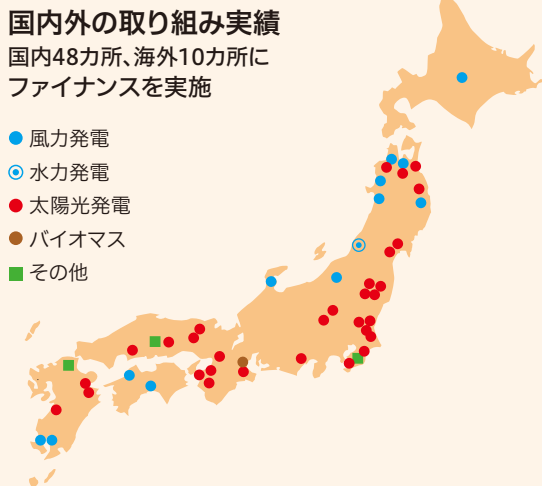 国内外の取り組み実績
国内48カ所、海外10カ所に
ファイナンスを実施
風力発電
水力発電
太陽光発電
バイオマス
その他